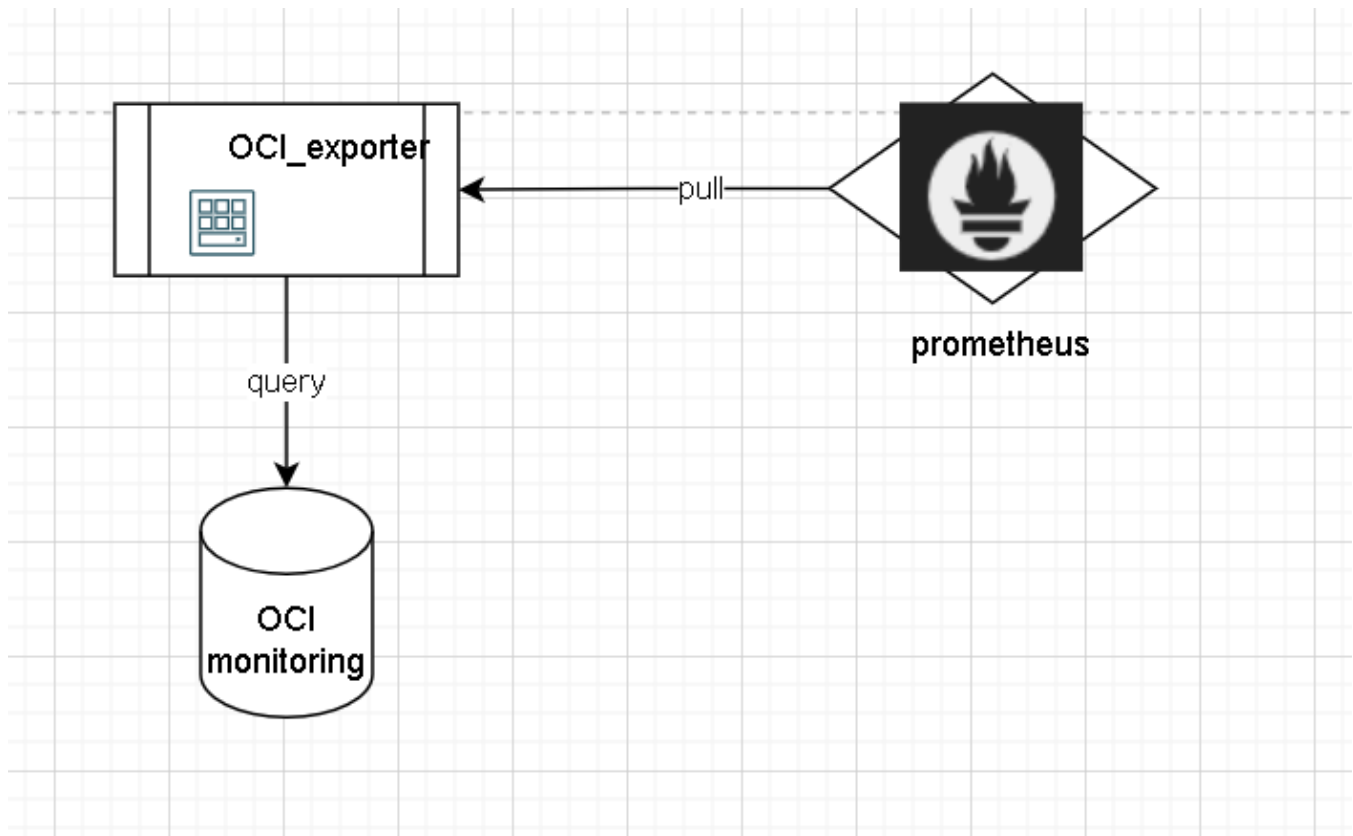 OCI_exporter
pull
prometheus
query
OCI
monitoring